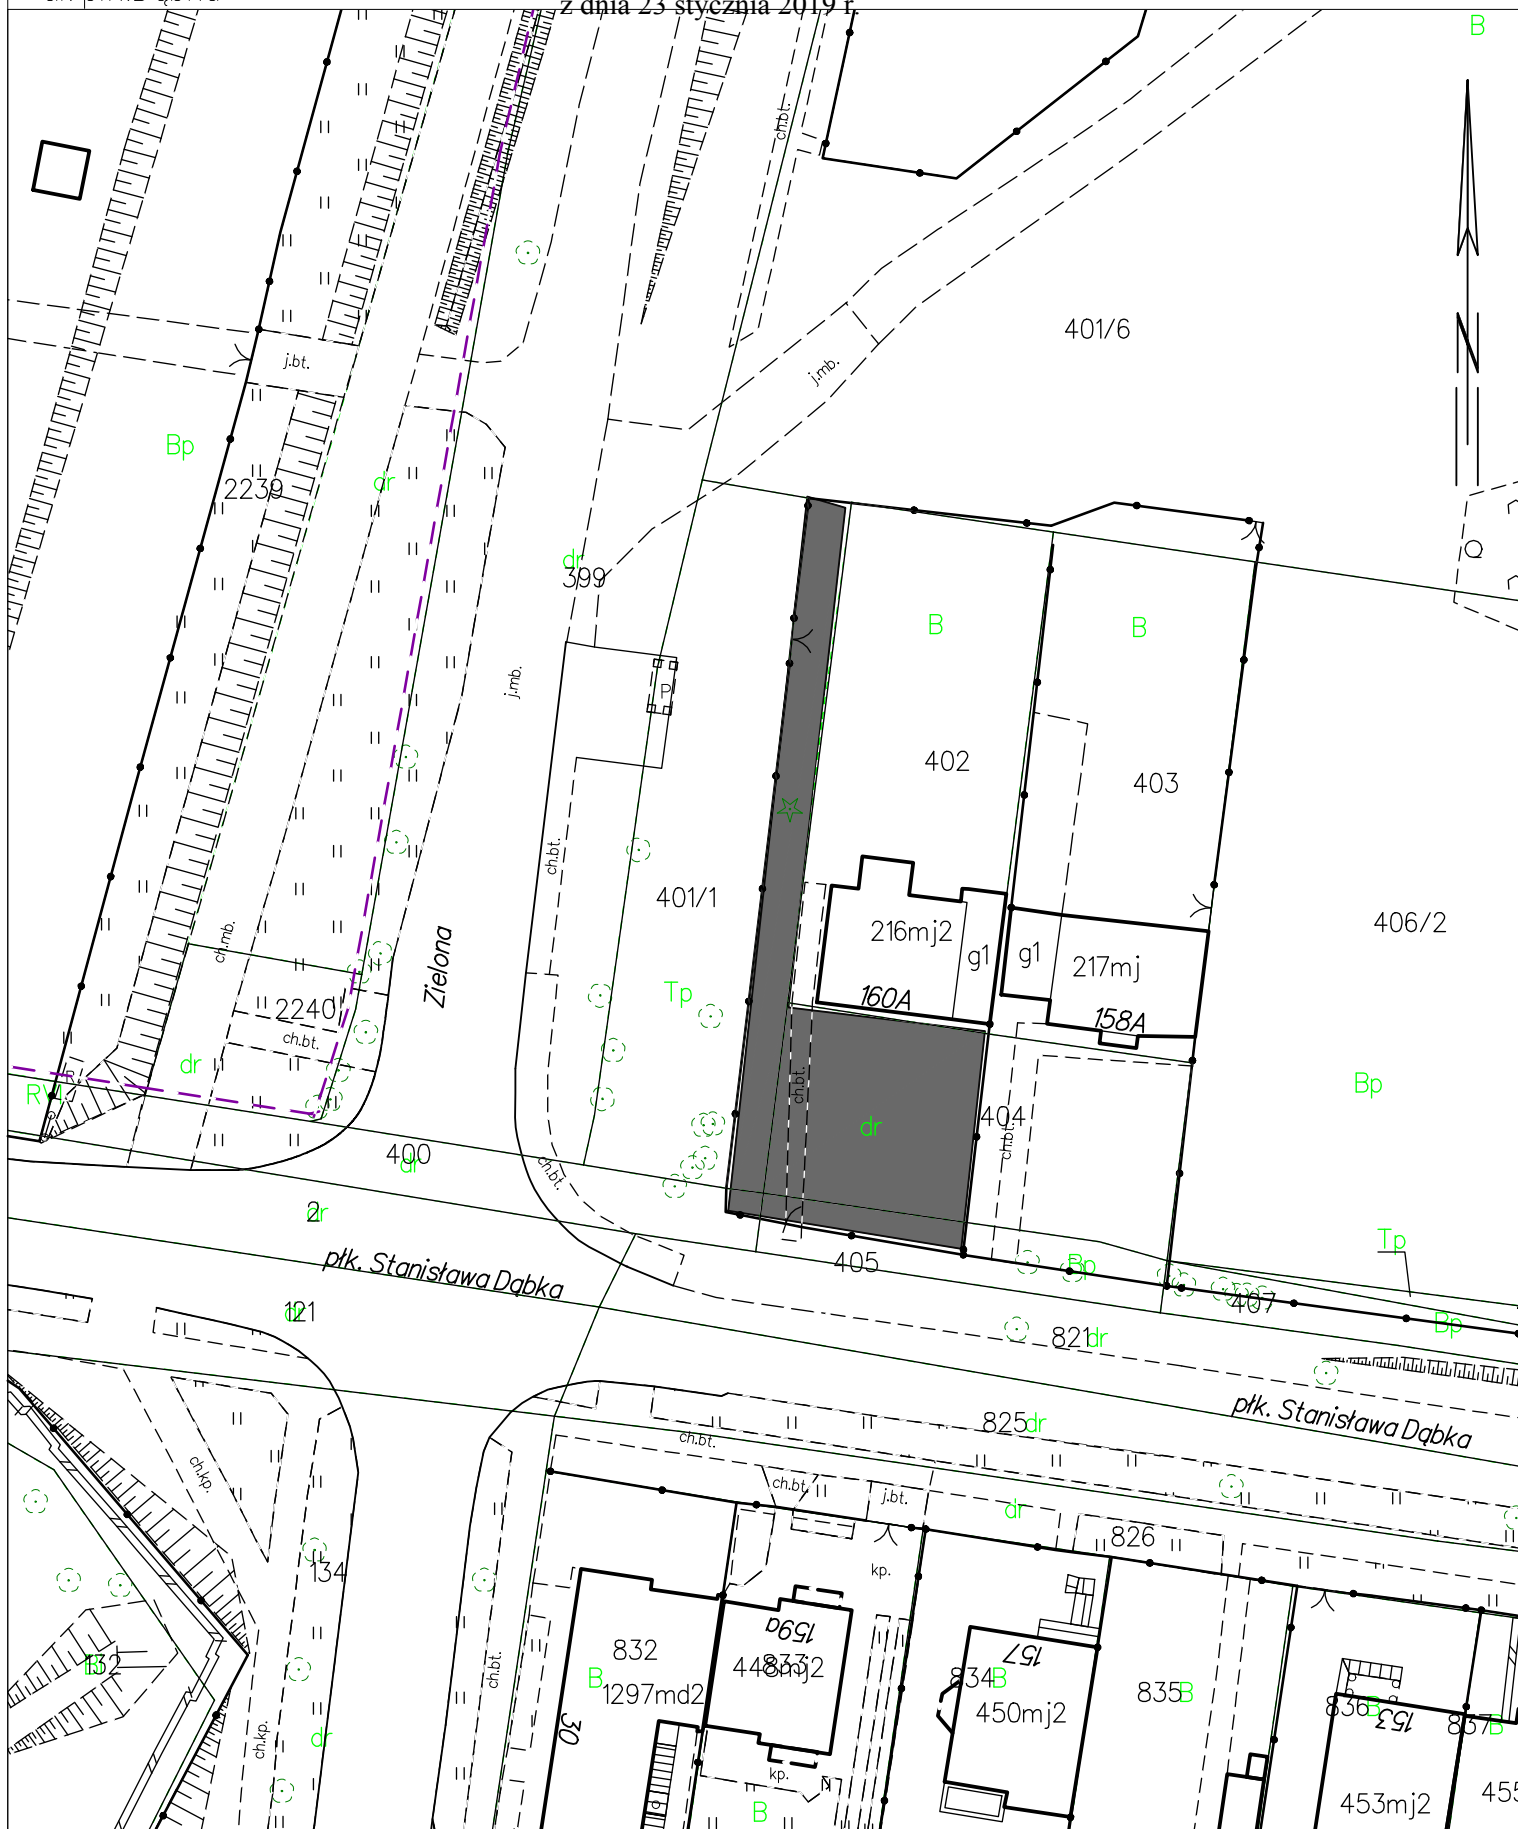 z dnia 23 stycznia 2019 r.
B
ch.bt.
401/6
j.bt.
j.mb.
Bp
dr
2239
N
dr
399
B
B
P
j.mb.
402
403
ch.bt.
401/1
216mj2
g1
g1
217mj
406/2
ch.mb.
Zielona
Tp
160A
158A
2240
ch.bt.
dr
ch.bt.
Bp
dr
404
ch.bt.
400
dr
ch.bt.
2
dr
Tp
405
Bp
płk. Stanisława Dąbka
407
121
dr
Bp
821
dr
płk. Stanisława Dąbka
825
dr
ch.bt.
ch.kp.
ch.bt.
j.bt.
dr
826
134
kp.
159a
832
448mj2
833
157
132
B
ch.bt.
B
1297md2
834
B
450mj2
835
B
836
B
153
837
B
30
dr
ch.kp.
kp.
B
453mj2
455